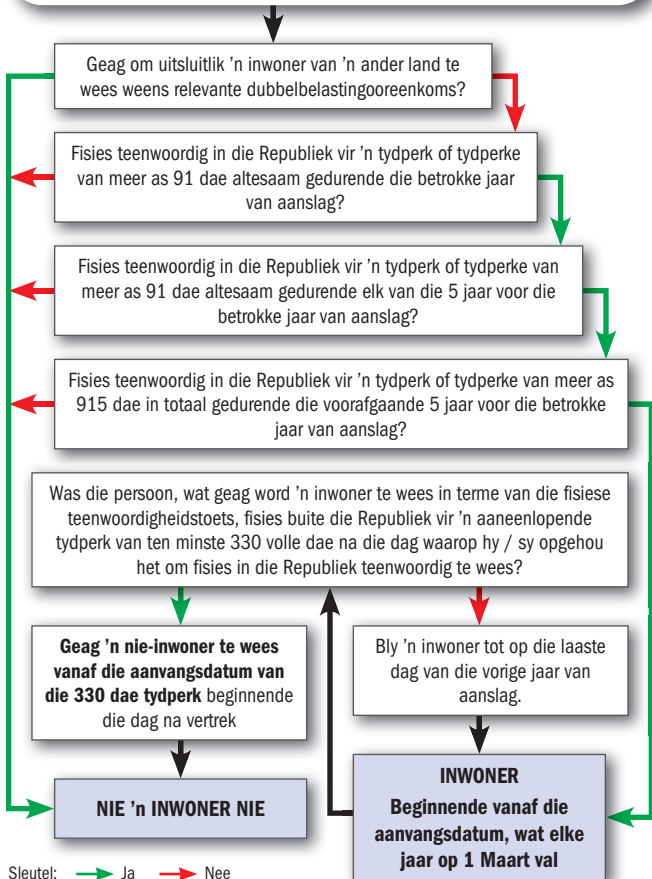 Geag om uitsluitlik 'n inwoner van 'n ander land te
wees weens relevante dubbelbelastingooreenkoms?
Fisies teenwoordig in die Republiek vir 'n tydperk of tydperke
van meer as 91 dae altesaam gedurende die betrokke jaar
van aanslag?
Fisies teenwoordig in die Republiek vir 'n tydperk of tydperke van
meer as 91 dae altesaam gedurende elk van die 5 jaar voor die
betrokke jaar van aanslag?
Fisies teenwoordig in die Republiek vir 'n tydperk of tydperke van meer as
915 dae in totaal gedurende die voorafgaande 5 jaar voor die betrokke
jaar van aanslag?
Was die persoon, wat geag word 'n inwoner te wees in terme van die fisiese
teenwoordigheidstoets, fisies buite die Republiek vir 'n aaneenlopende
tydperk van ten minste 330 volle dae na die dag waarop hy / sy opgehou
het om fisies in die Republiek teenwoordig te wees?
Geag 'n nie-inwoner te wees
vanaf die aanvangsdatum van
die 330 dae tydperk beginnende
die dag na vertrek
Bly 'n inwoner tot op die laaste
dag van die vorige jaar van
aanslag.
NIE 'n INWONER NIE
INWONER
Beginnende vanaf die
aanvangsdatum, wat elke
jaar op 1 Maart val
Sleutel: Ja Nee